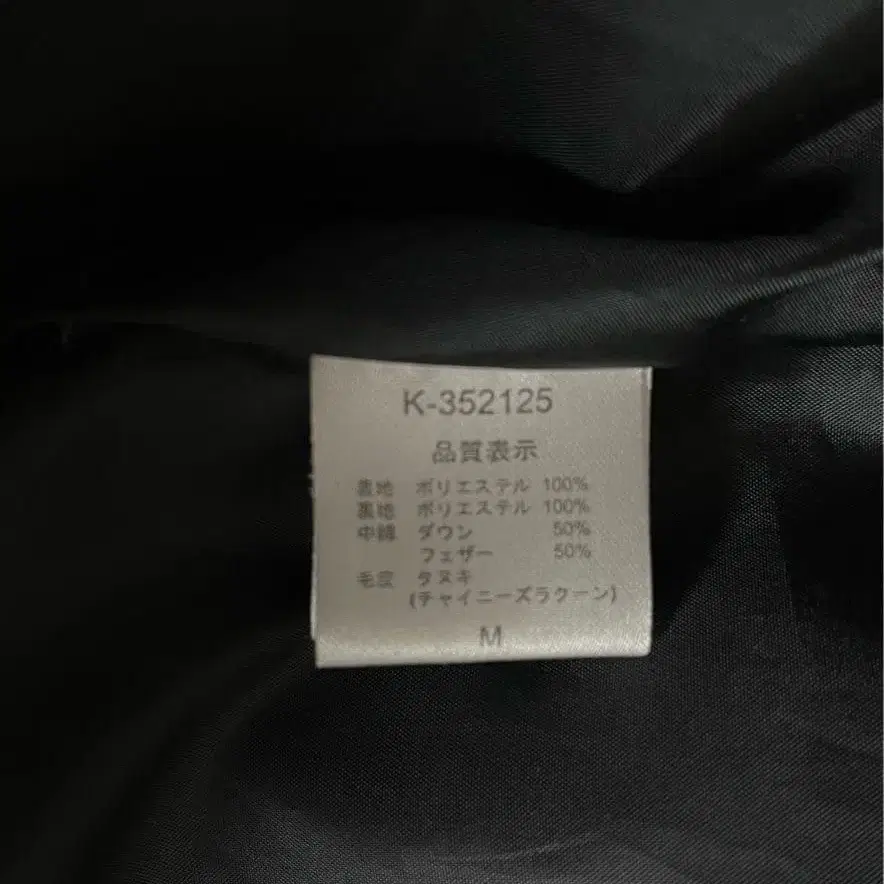 K-352125
品質表示
表地 ポリエステル 100%
裏地 ポリエステル 100%
中綿 ダウン 50%
フェザー 50%
毛皮 タヌキ
(チャイニーズラクーン)
M